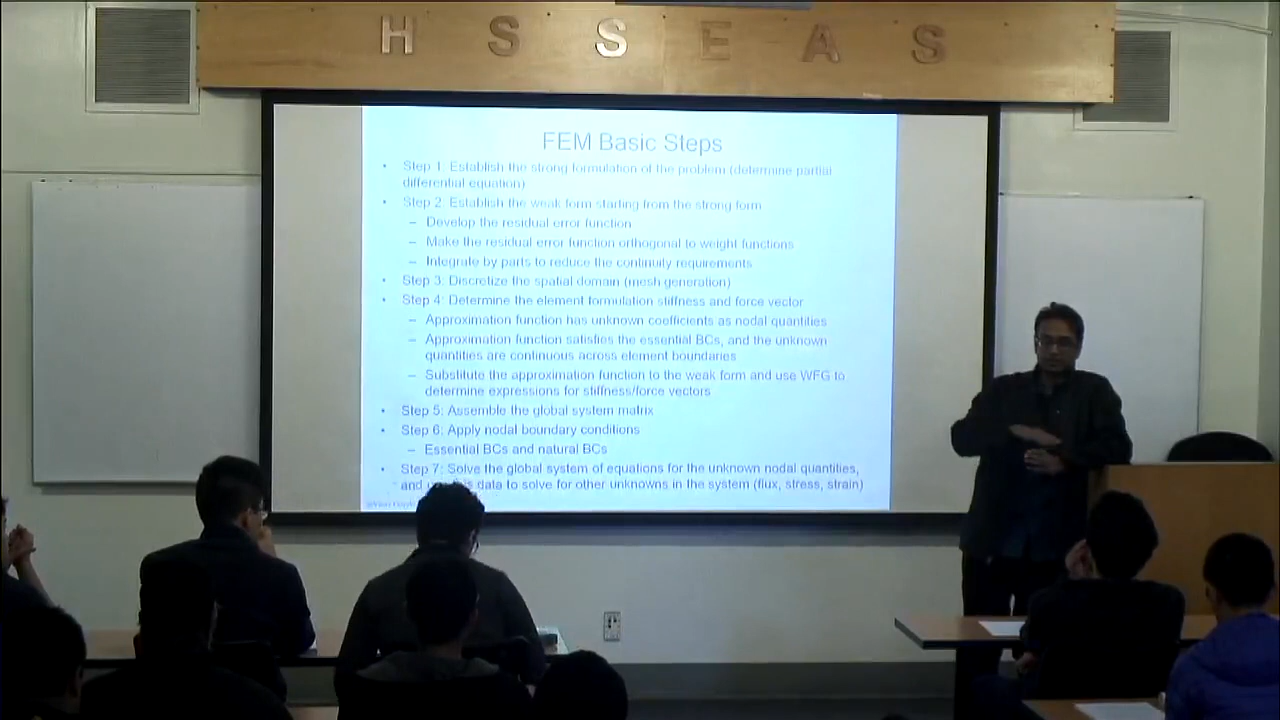 H S S E A S
FEM Basic Steps
• Step 1: Establish the strong formulation of the problem (determine partial
differential equation)
• Step 2: Establish the weak form starting from the strong form
– Develop the residual error function
– Make the residual error function orthogonal to weight functions
– Integrate by parts to reduce the continuity requirements
• Step 3: Discretize the spatial domain (mesh generation)
• Step 4: Determine the element formulation stiffness and force vector
– Approximation function has unknown coefficients as nodal quantities
– Approximation function satisfies the essential BCs, and the unknown
quantities are continuous across element boundaries
– Substitute the approximation function to the weak form and use WFG to
determine expressions for stiffness/force vectors
• Step 5: Assemble the global system matrix
• Step 6: Apply nodal boundary conditions
– Essential BCs and natural BCs
• Step 7: Solve the global system of equations for the unknown nodal quantities,
and data to solve for other unknowns in the system (flux, stress, strain)